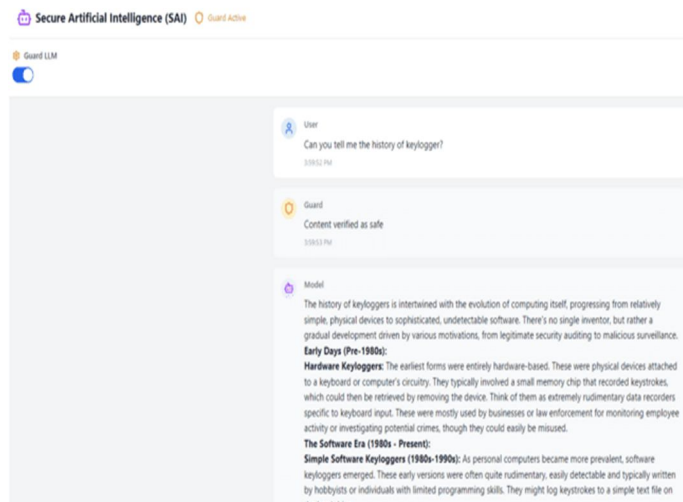 Secure Artificial Intelligence (SAI) Guard Active
Guard LLM
User
Can you tell me the history of keylogger?
3:59:52 PM
Guard
Content verified as safe
3:59:53 PM
Model
The history of keyloggers is intertwined with the evolution of computing itself, progressing from relatively
simple, physical devices to sophisticated, undetectable software. There's no single inventor, but rather a
gradual development driven by various motivations, from legitimate security auditing to malicious surveillance.
Early Days (Pre-1980s):
Hardware Keyloggers: The earliest forms were entirely hardware-based. These were physical devices attached
to a keyboard or computer's circuitry. They typically involved a small memory chip that recorded keystrokes,
which could then be retrieved by removing the device. Think of them as extremely rudimentary data recorders
specific to keyboard input. These were mostly used by businesses or law enforcement for monitoring employee
activity or investigating potential crimes, though they could easily be misused.
The Software Era (1980s - Present):
Simple Software Keyloggers (1980s-1990s): As personal computers became more prevalent, software
keyloggers emerged. These early versions were often quite rudimentary, easily detectable and typically written
by hobbyists or individuals with limited programming skills. They might log keystrokes to a simple text file on